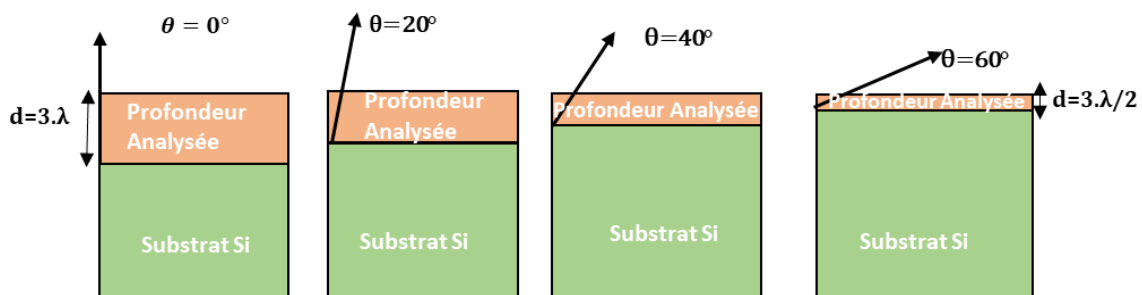 θ = 0°
θ=20°
θ=40°
θ=60°
d=3.λ
Profondeur
Analysée
Profondeur
Analysée
Profondeur Analysée
Profondeur Analysée
d=3.λ/2
Substrat Si
Substrat Si
Substrat Si
Substrat Si